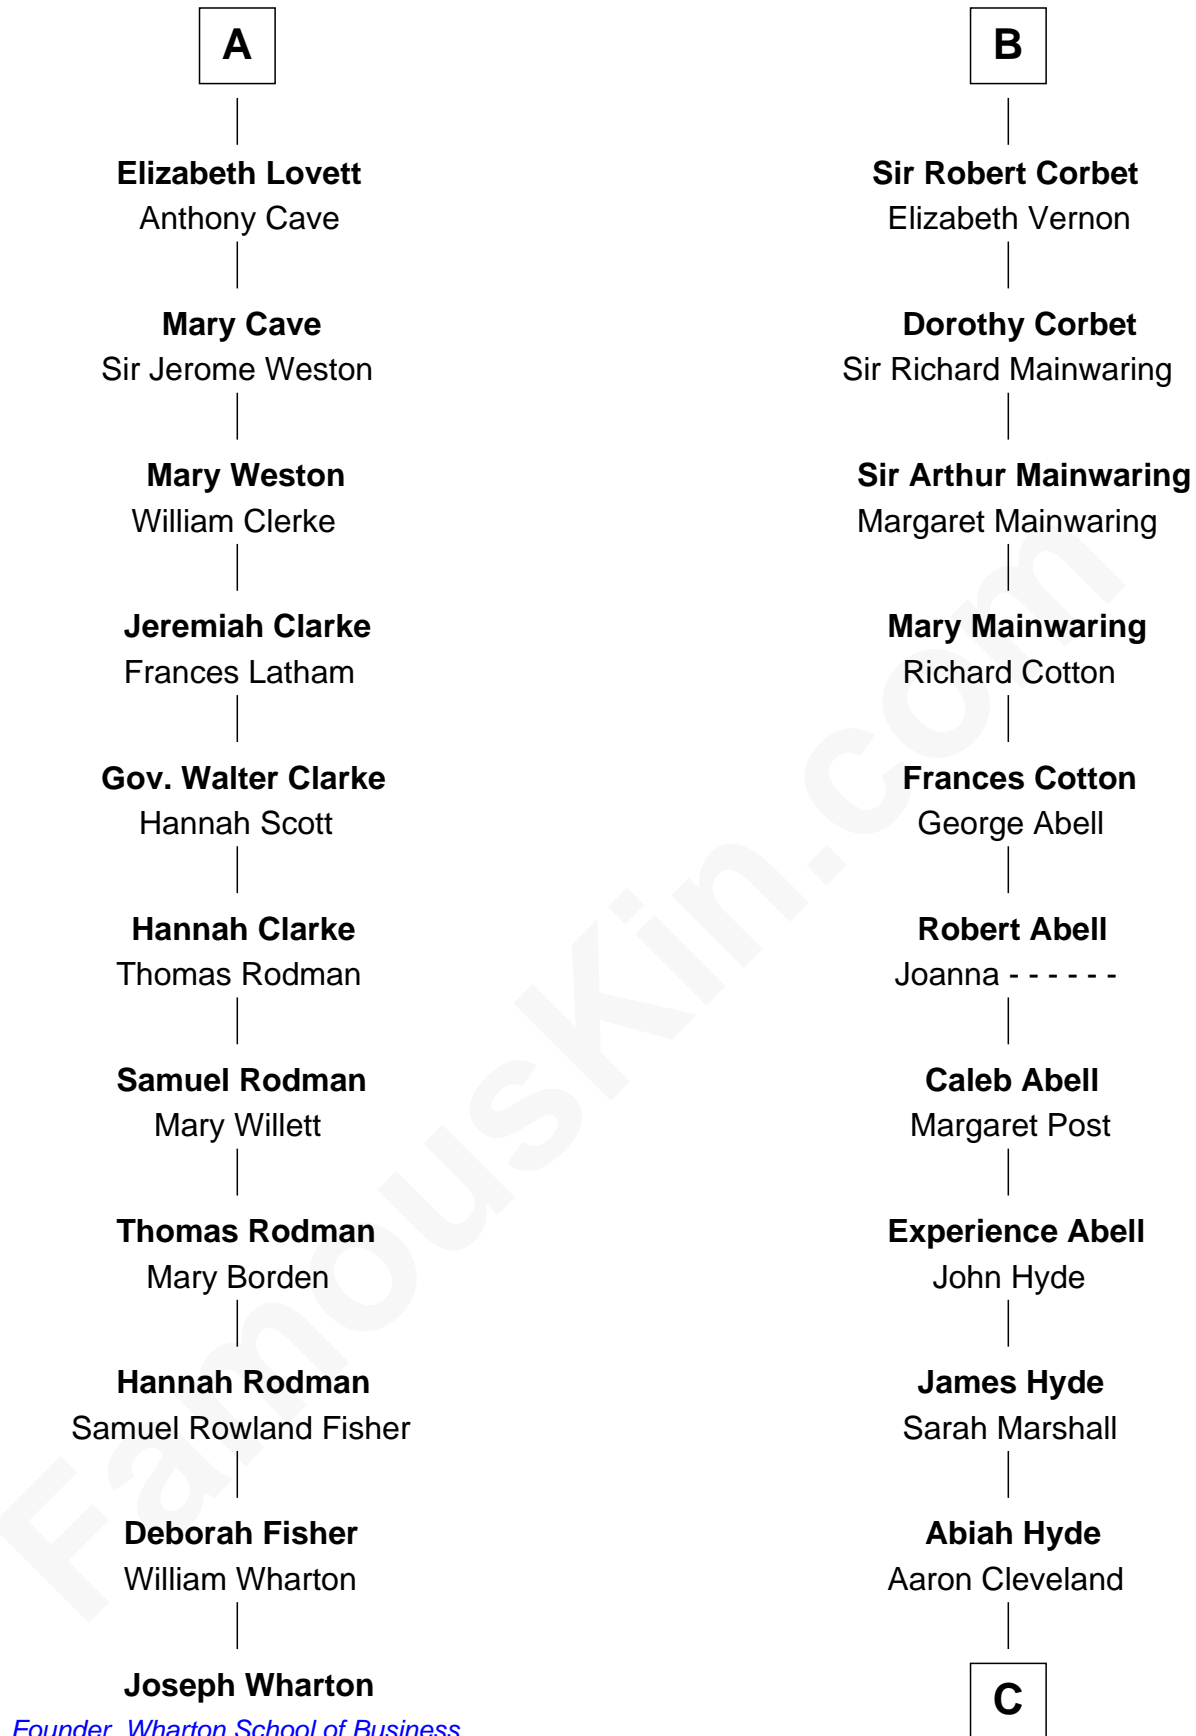 A
Elizabeth Lovett
Anthony Cave
Mary Cave
Sir Jerome Weston
Mary Weston
William Clerke
Jeremiah Clarke
Frances Latham
Gov. Walter Clarke
Hannah Scott
Hannah Clarke
Thomas Rodman
Samuel Rodman
Mary Willett
Thomas Rodman
Mary Borden
Hannah Rodman
Samuel Rowland Fisher
Deborah Fisher
William Wharton
Joseph Wharton
Founder, Wharton School of Business
B
Sir Robert Corbet
Elizabeth Vernon
Dorothy Corbet
Sir Richard Mainwaring
Sir Arthur Mainwaring
Margaret Mainwaring
Mary Mainwaring
Richard Cotton
Frances Cotton
George Abell
Robert Abell
Joanna - - - - - -
Caleb Abell
Margaret Post
Experience Abell
John Hyde
James Hyde
Sarah Marshall
Abiah Hyde
Aaron Cleveland
C
FamousKin.com